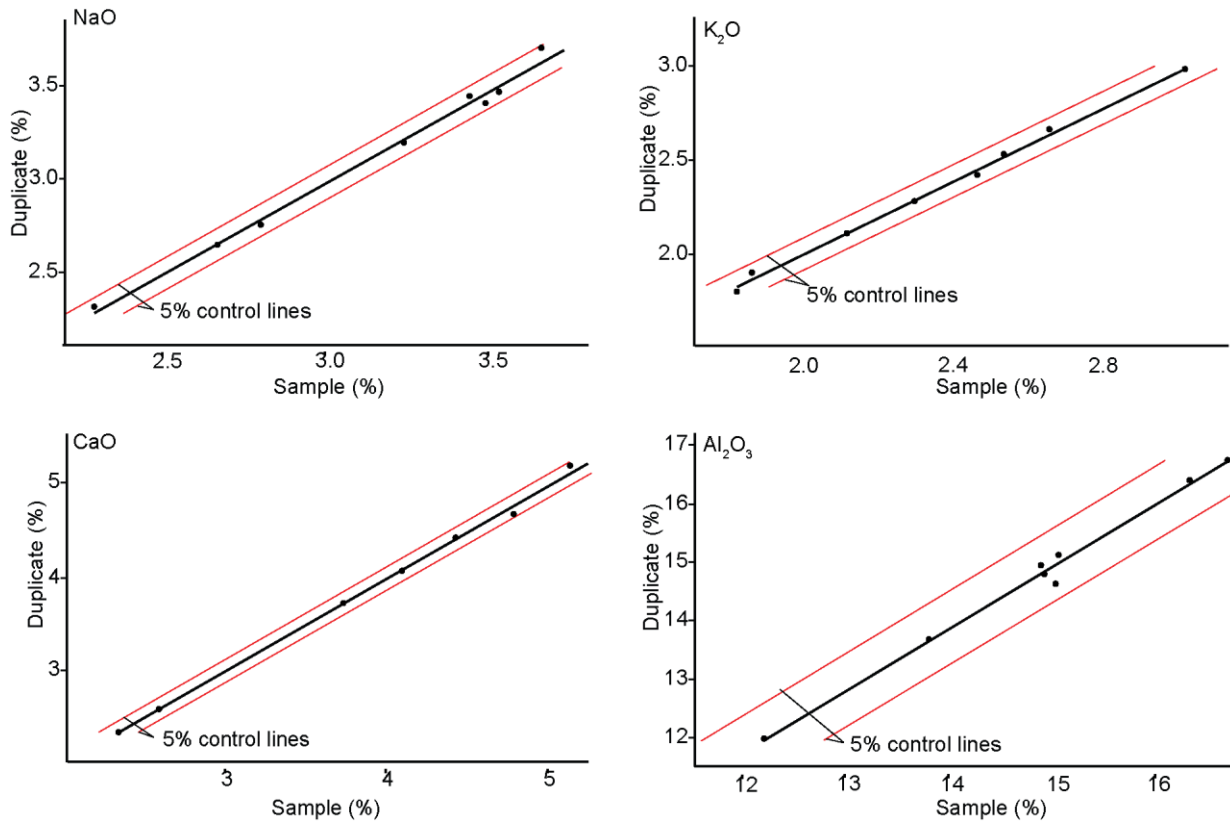 NaO
Duplicate (%)
3.5
3.0
2.5
5% control lines
2.5 3.0 3.5
Sample (%)
K₂O
Duplicate (%)
3.0
2.5
2.0
5% control lines
2.0 2.4 2.8
Sample (%)
CaO
Duplicate (%)
5
4
3
5% control lines
3 4 5
Sample (%)
Al₂O₃
Duplicate (%)
17
16
15
14
13
12
5% control lines
12 13 14 15 16
Sample (%)